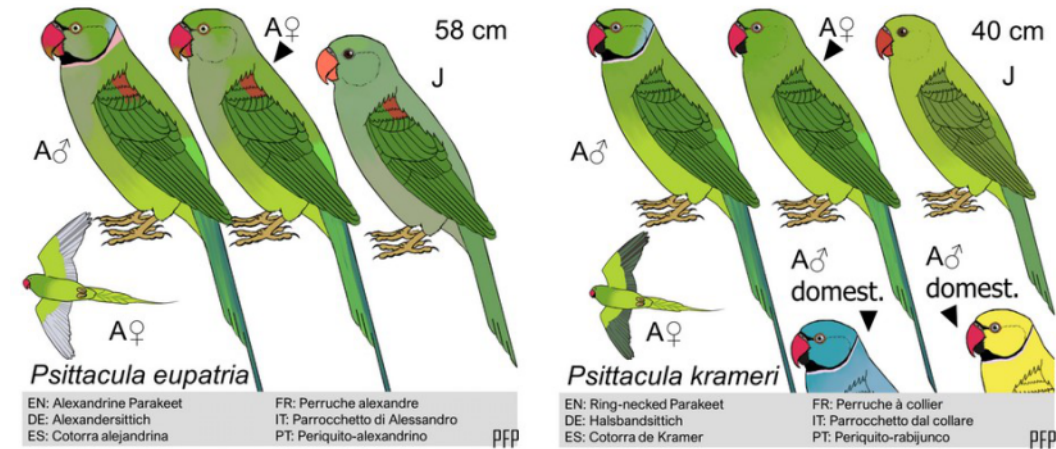 A♀
58 cm
J
A♂
A♀
Psittacula eupatria
EN: Alexandrine Parakeet
DE: Alexandersittich
ES: Cotorra alejandrina
FR: Perruche alexandre
IT: Parrocchetto di Alessandro
PT: Periquito-alexandrino
PFP
A♀
40 cm
J
A♂
A♂
domest.
A♂
domest.
A♀
Psittacula krameri
EN: Ring-necked Parakeet
DE: Halsbandsittich
ES: Cotorra de Kramer
FR: Perruche à collier
IT: Parrocchetto dal collare
PT: Periquito-rabijunco
PFP